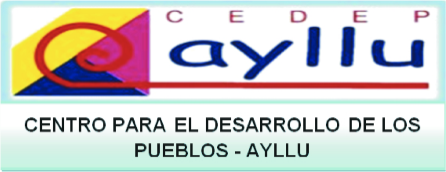 CEDEP
ayllu
CENTRO PARA EL DESARROLLO DE LOS
PUEBLOS - AYLLU